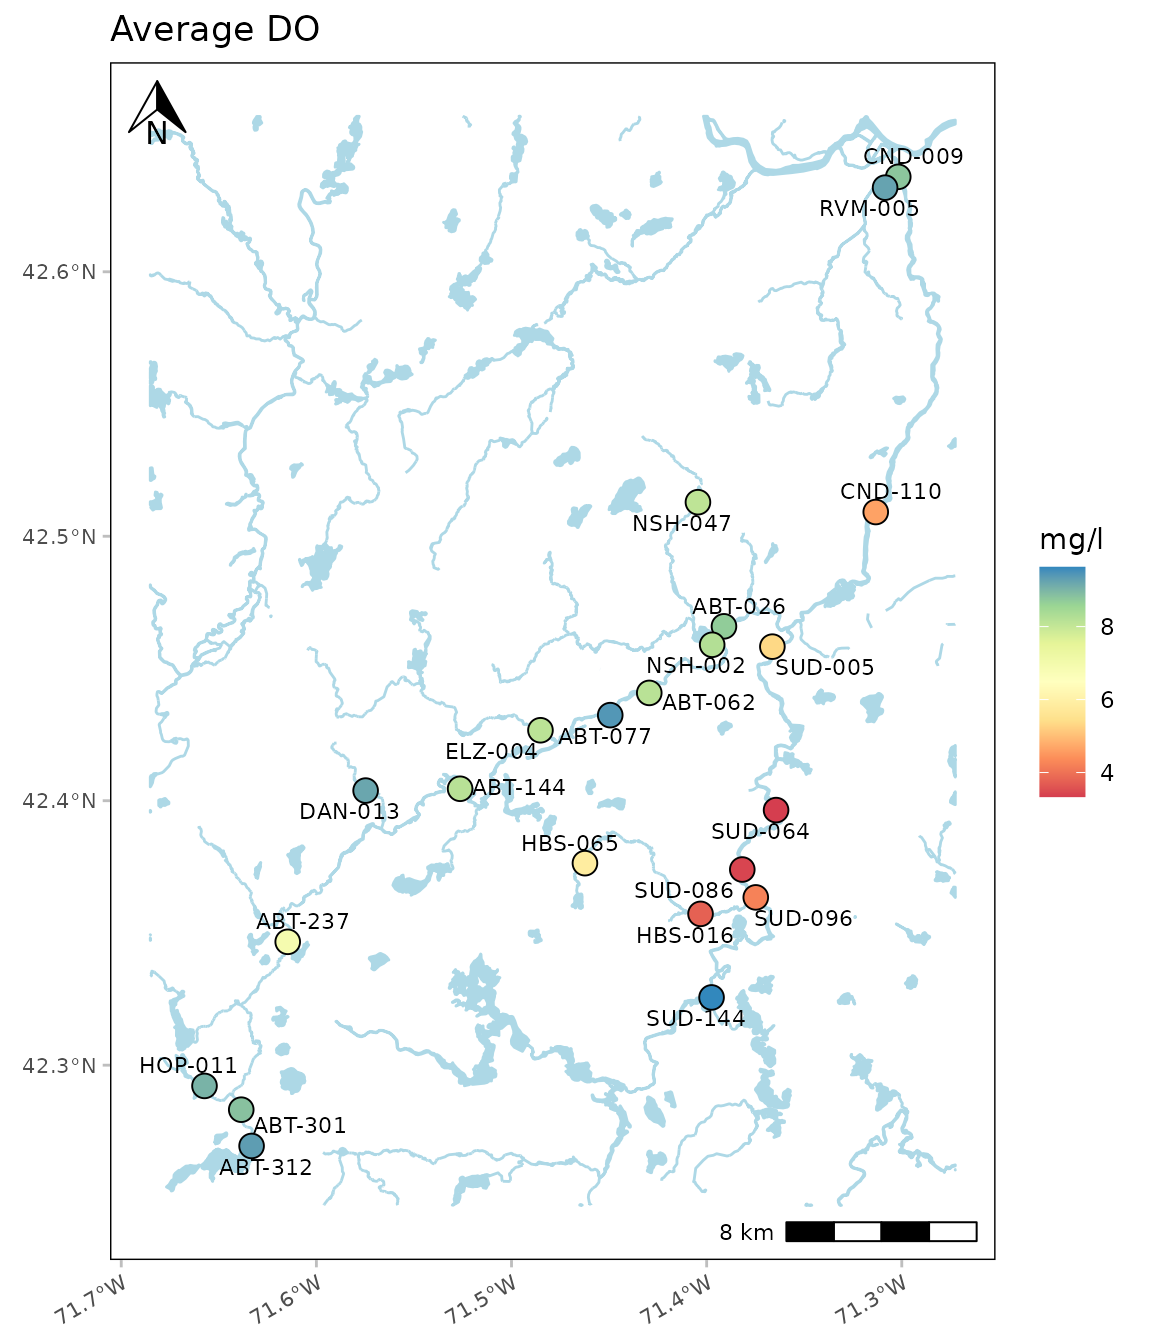 Average DO
N
CND-009
RVM-005
42.6°N
CND-110
NSH-047
42.5°N
mg/l
ABT-026
8
NSH-002
SUD-005
ABT-062
6
ABT-077
ELZ-004
4
ABT-144
42.4°N
DAN-013
SUD-064
HBS-065
SUD-086
SUD-096
ABT-237
HBS-016
SUD-144
HOP-011
42.3°N
ABT-301
ABT-312
8 km
71.7°W
71.6°W
71.5°W
71.4°W
71.3°W